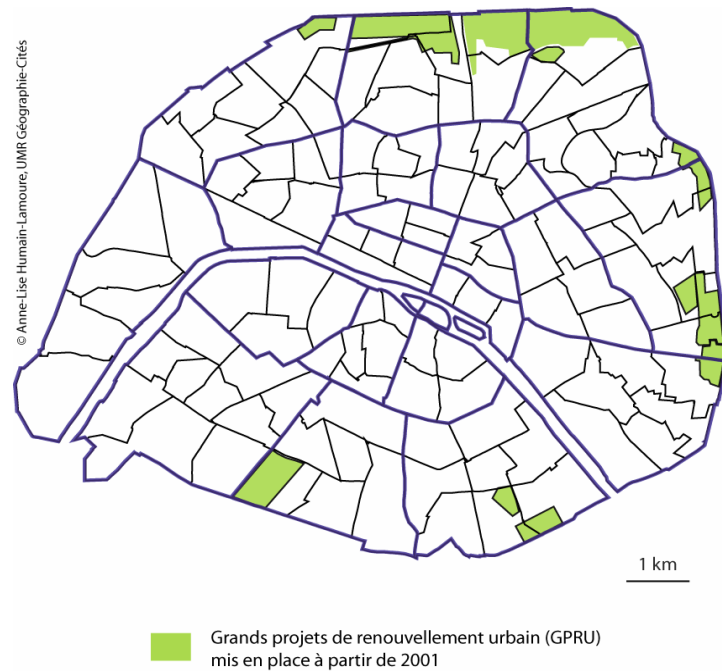 © Anne-Lise Humain-Lamoure, UMR Géographie-Cités
1 km
Grands projets de renouvellement urbain (GPRU)
mis en place à partir de 2001